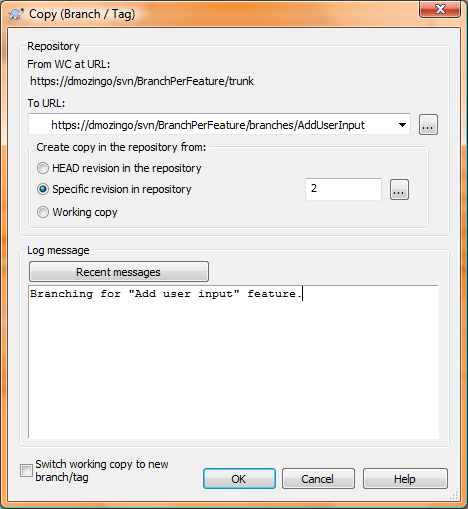 Copy (Branch / Tag)
Repository
From WC at URL:
https://dmozingo/svn/BranchPerFeature/trunk
To URL:
https://dmozingo/svn/BranchPerFeature/branches/AddUserInput
...
Create copy in the repository from:
HEAD revision in the repository
Specific revision in repository
2
...
Working copy
Log message
Recent messages
Branching for "Add user input" feature.
Switch working copy to new
branch/tag
OK
Cancel
Help